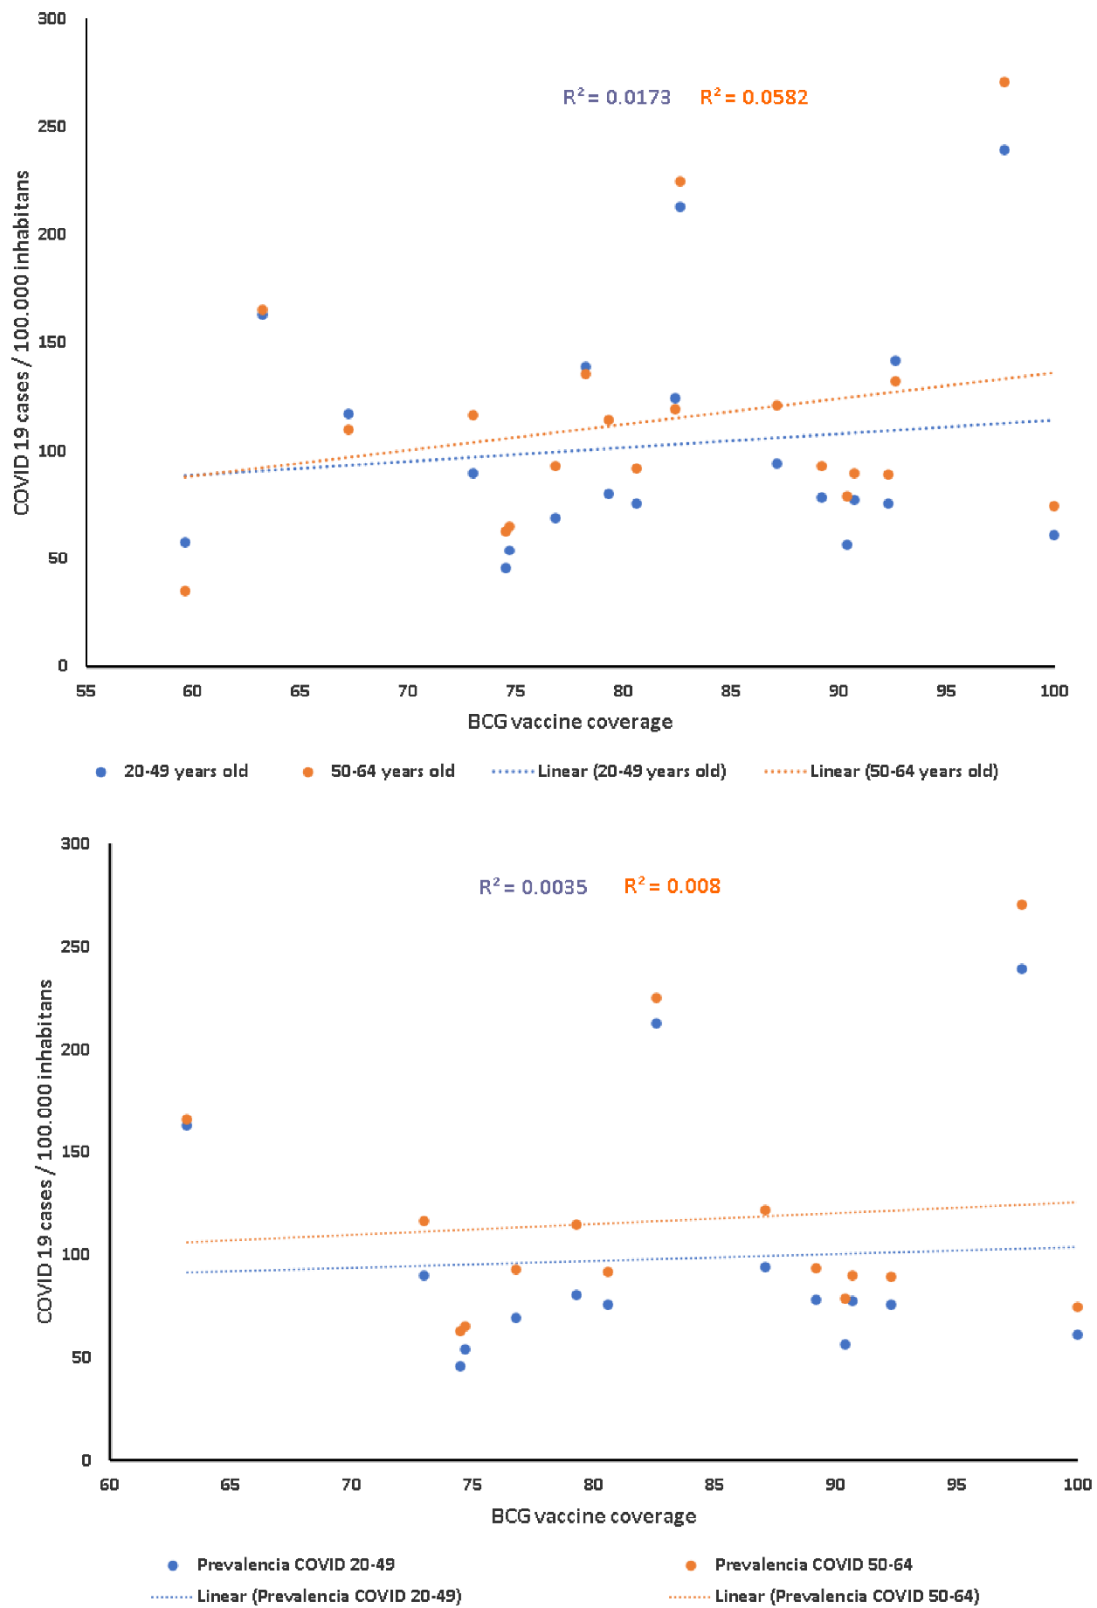 300
R² = 0.0173 R² = 0.0582
250
200
150
100
50
0
COVID 19 cases / 100.000 inhabitans
55 60 65 70 75 80 85 90 95 100
BCG vaccine coverage
20-49 years old 50-64 years old Linear (20-49 years old) Linear (50-64 years old)
300
R² = 0.0035 R² = 0.008
250
200
150
100
50
0
COVID 19 cases / 100.000 inhabitans
60 65 70 75 80 85 90 95 100
BCG vaccine coverage
Prevalencia COVID 20-49 Prevalencia COVID 50-64
Linear (Prevalencia COVID 20-49) Linear (Prevalencia COVID 50-64)